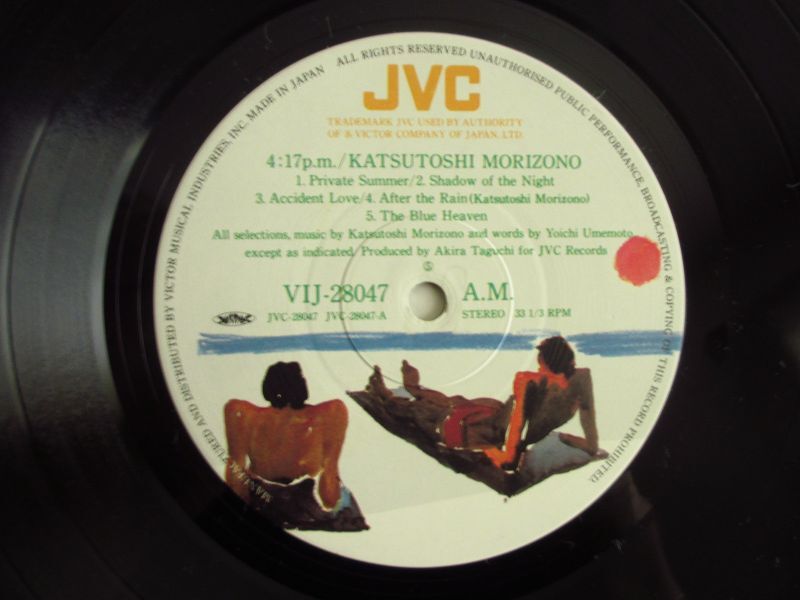 MANUFACTURED AND DISTRIBUTED BY VICTOR MUSICAL INDUSTRIES, INC. MADE IN JAPAN ALL RIGHTS RESERVED UNAUTHORISED PUBLIC PERFORMANCE, BROADCASTING & COPYING OF THIS RECORD PROHIBITED.
JVC
TRADEMARK JVC USED BY AUTHORITY
OF & VICTOR COMPANY OF JAPAN, LTD.
4:17p.m./KATSUTOSHI MORIZONO
1. Private Summer/2. Shadow of the Night
3. Accident Love/4. After the Rain (Katsutoshi Morizono)
5. The Blue Heaven
All selections, music by Katsutoshi Morizono and words by Yoichi Umemoto,
except as indicated. Produced by Akira Taguchi for JVC Records
Ⓢ
VIJ-28047 A.M.
JVC-28047 JVC-28047-A STEREO 33 1/3 RPM